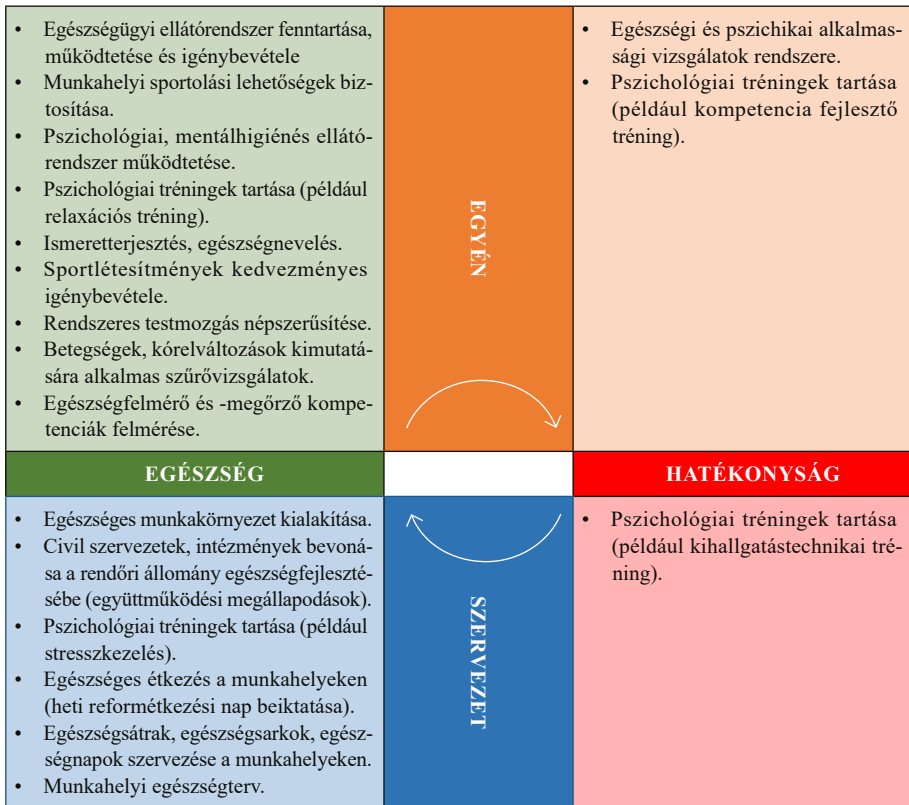 • Egészségügyi ellátórendszer fenntartása,
működtetése és igénybevétele
• Munkahelyi sportolási lehetőségek biz-
tosítása.
• Pszichológiai, mentálhigiénés ellátó-
rendszer működtetése.
• Pszichológiai tréningek tartása (például
relaxációs tréning).
• Ismeretterjesztés, egészségnevelés.
• Sportlétesítmények kedvezményes
igénybevétele.
• Rendszeres testmozgás népszerűsítése.
• Betegségek, kórelváltozások kimutatá-
sára alkalmas szűrővizsgálatok.
• Egészségfelmérő és -megőrző kompe-
tenciák felmérése.
EGYÉN
• Egészségi és pszichikai alkalmas-
sági vizsgálatok rendszere.
• Pszichológiai tréningek tartása
(például kompetencia fejlesztő
tréning).
EGÉSZSÉG
HATÉKONYSÁG
• Egészséges munkakörnyezet kialakítása.
• Civil szervezetek, intézmények bevoná-
sa a rendőri állomány egészségfejleszté-
sébe (együttműködési megállapodások).
• Pszichológiai tréningek tartása (például
stresszkezelés).
• Egészséges étkezés a munkahelyeken
(heti reformétkezési nap beiktatása).
• Egészségsátrak, egészségsarkok, egész-
ségnapok szervezése a munkahelyeken.
• Munkahelyi egészségterv.
SZERVEZET
• Pszichológiai tréningek tartása
(például kihallgatástechnikai tré-
ning).